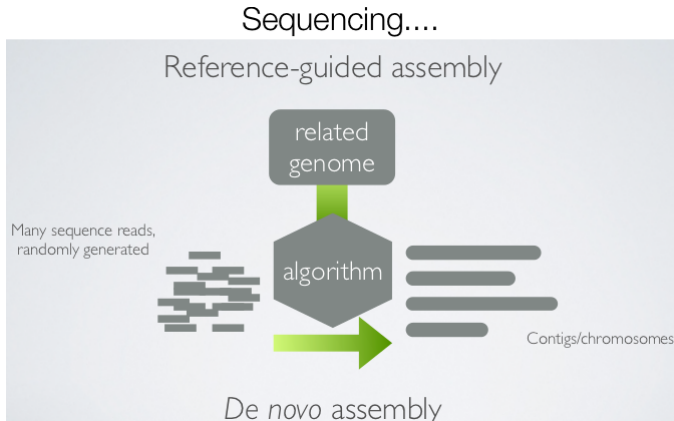 Sequencing....
Reference-guided assembly
related
genome
Many sequence reads,
randomly generated
algorithm
Contigs/chromosomes
De novo assembly